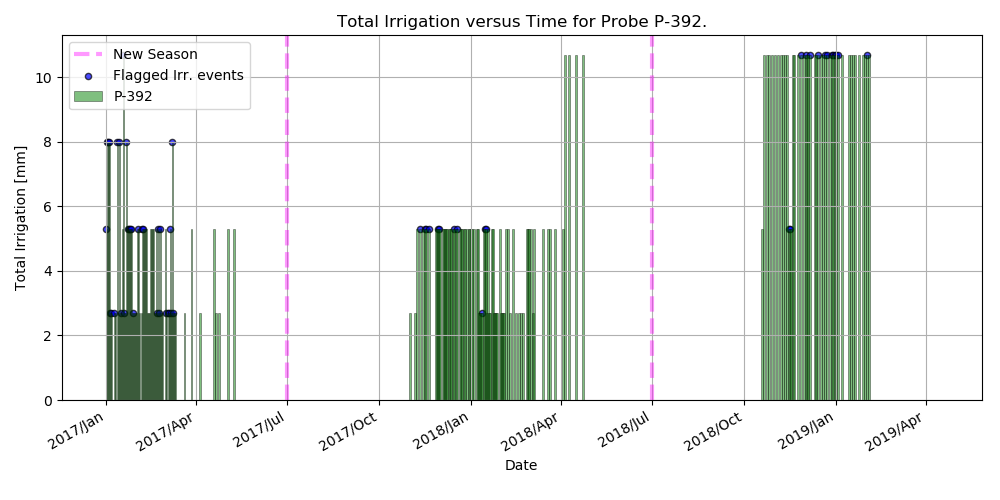 Total Irrigation versus Time for Probe P-392.
New Season
Flagged Irr. events
P-392
Total Irrigation [mm]
10
8
6
4
2
0
2017/Jan
2017/Apr
2017/Jul
2017/Oct
2018/Jan
2018/Apr
2018/Jul
2018/Oct
2019/Jan
2019/Apr
Date